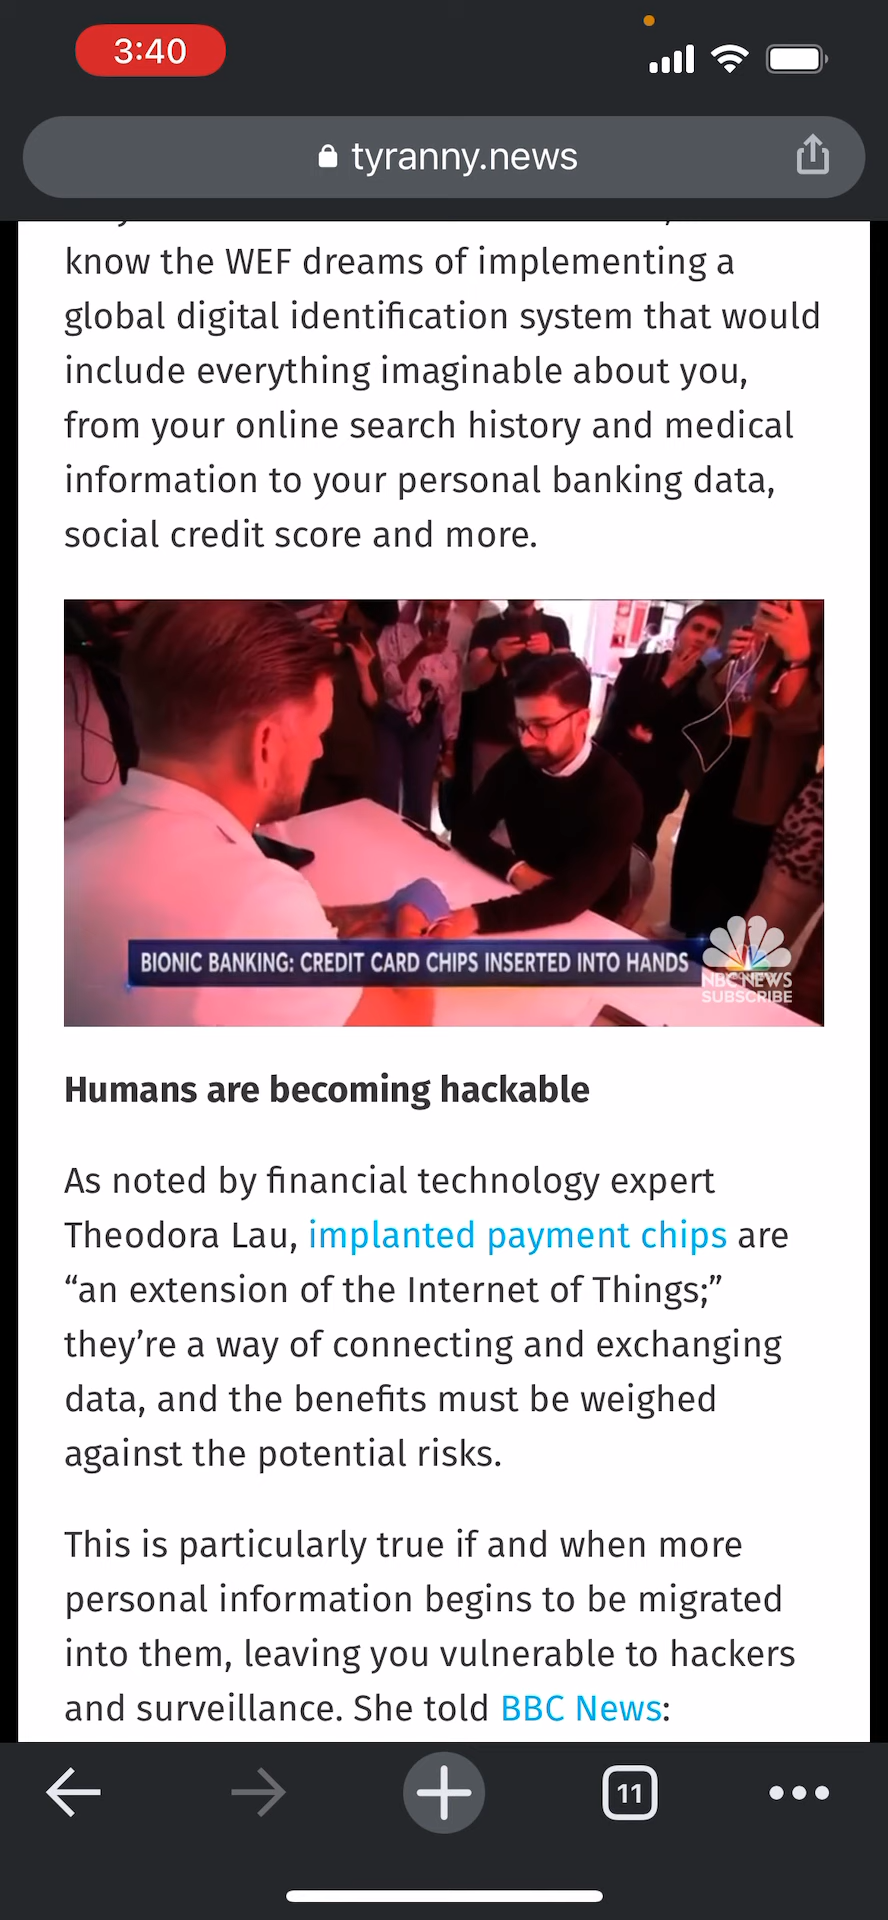 3:40
tyranny.news
know the WEF dreams of implementing a
global digital identification system that would
include everything imaginable about you,
from your online search history and medical
information to your personal banking data,
social credit score and more.
BIONIC BANKING: CREDIT CARD CHIPS INSERTED INTO HANDS
NBC NEWS
SUBSCRIBE
Humans are becoming hackable
As noted by financial technology expert
Theodora Lau, implanted payment chips are
“an extension of the Internet of Things;”
they’re a way of connecting and exchanging
data, and the benefits must be weighed
against the potential risks.
This is particularly true if and when more
personal information begins to be migrated
into them, leaving you vulnerable to hackers
and surveillance. She told BBC News:
11